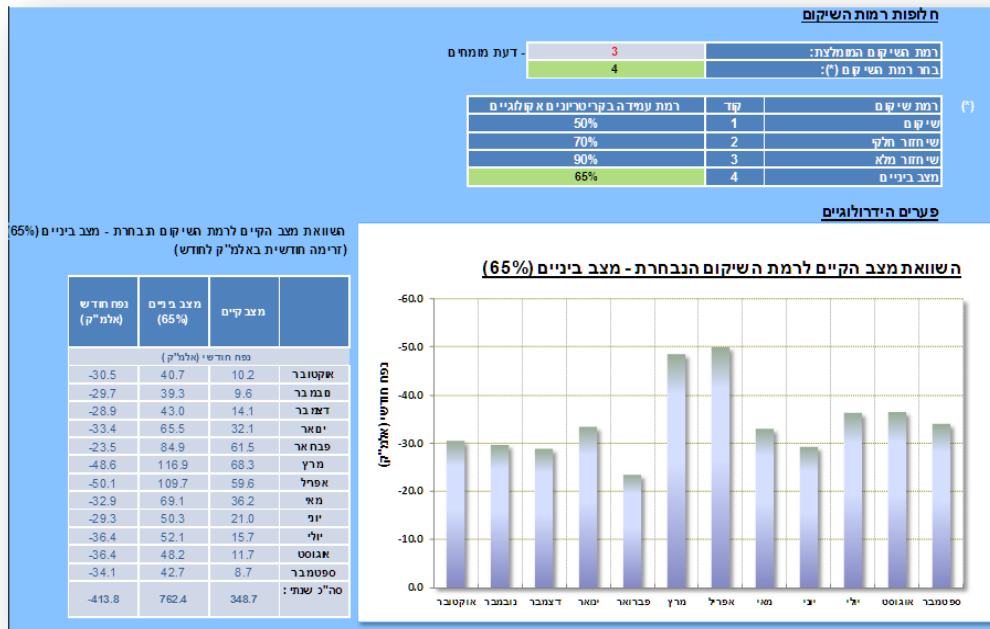 חלופות רמות השיקום
רמת השיקום המומלצת: 3 - דעת מומחים
בחר רמת השיקום (*): 4
(*) רמת שיקום קוד רמת עמידה בקריטריונים אקולוגיים
שיקום 1 50%
שיחזור חלקי 2 70%
שיחזור מלא 3 90%
מצב ביניים 4 65%
פערים הידרולוגיים
השוואת מצב הקיים לרמת השיקום הנבחרת - מצב ביניים (65%)
(זרימה חודשית באלמ"ק לחודש)
מצב קיים מצב ביניים (65%) נפח חודש (אלמ"ק)
נפח חודשי (אלמ"ק)
אוקטובר 10.2 40.7 -30.5
נובמבר 9.6 39.3 -29.7
דצמבר 14.1 43.0 -28.9
ינואר 32.1 65.5 -33.4
פברואר 61.5 84.9 -23.5
מרץ 68.3 116.9 -48.6
אפריל 59.6 109.7 -50.1
מאי 36.2 69.1 -32.9
יוני 21.0 50.3 -29.3
יולי 15.7 52.1 -36.4
אוגוסט 11.7 48.2 -36.4
ספטמבר 8.7 42.7 -34.1
סה"כ שנתי: 348.7 762.4 -413.8
השוואת מצב הקיים לרמת השיקום הנבחרת - מצב ביניים (65%)
נפח חודשי (אלמ"ק)
-60.0
-50.0
-40.0
-30.0
-20.0
-10.0
0.0
אוקטובר נובמבר דצמבר ינואר פברואר מרץ אפריל מאי יוני יולי אוגוסט ספטמבר